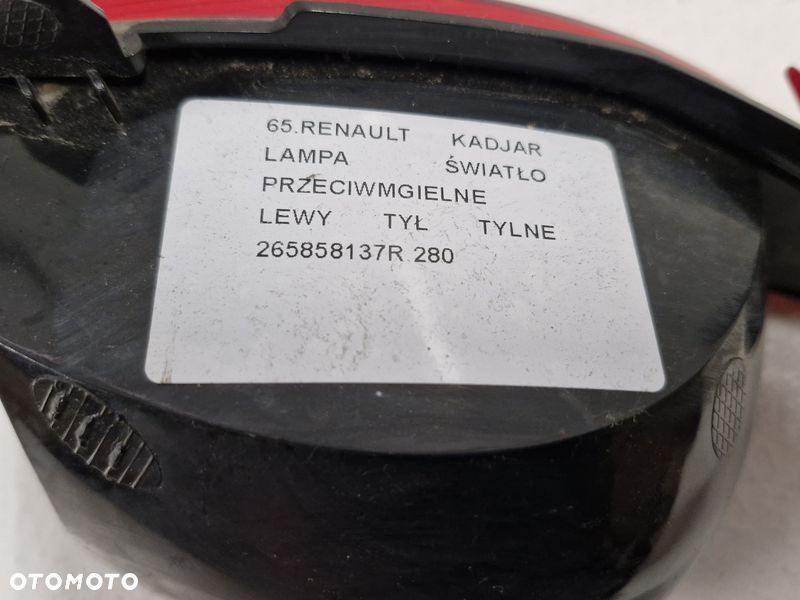 65.RENAULT KADJAR
LAMPA ŚWIATŁO
PRZECIWMGIELNE
LEWY TYŁ TYLNE
265858137R 280
OTOMOTO